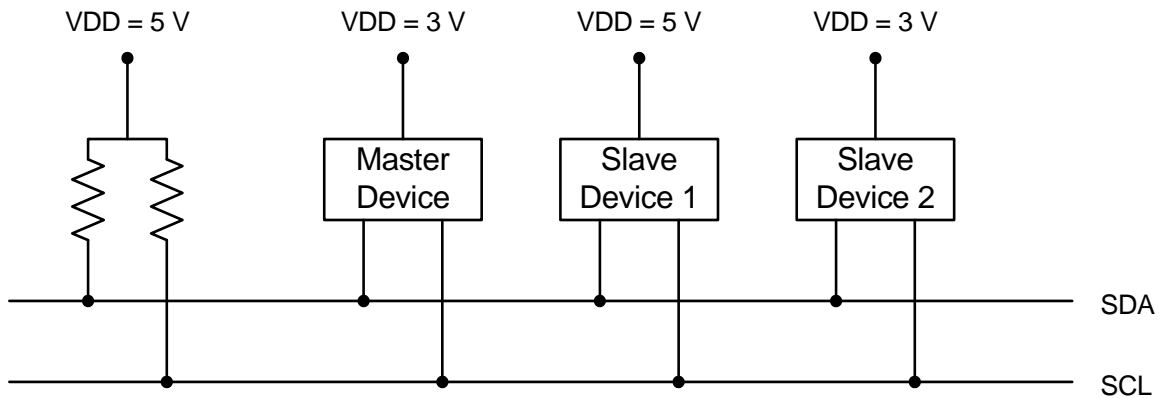 VDD = 5 V
VDD = 3 V
VDD = 5 V
VDD = 3 V
Master
Device
Slave
Device 1
Slave
Device 2
SDA
SCL